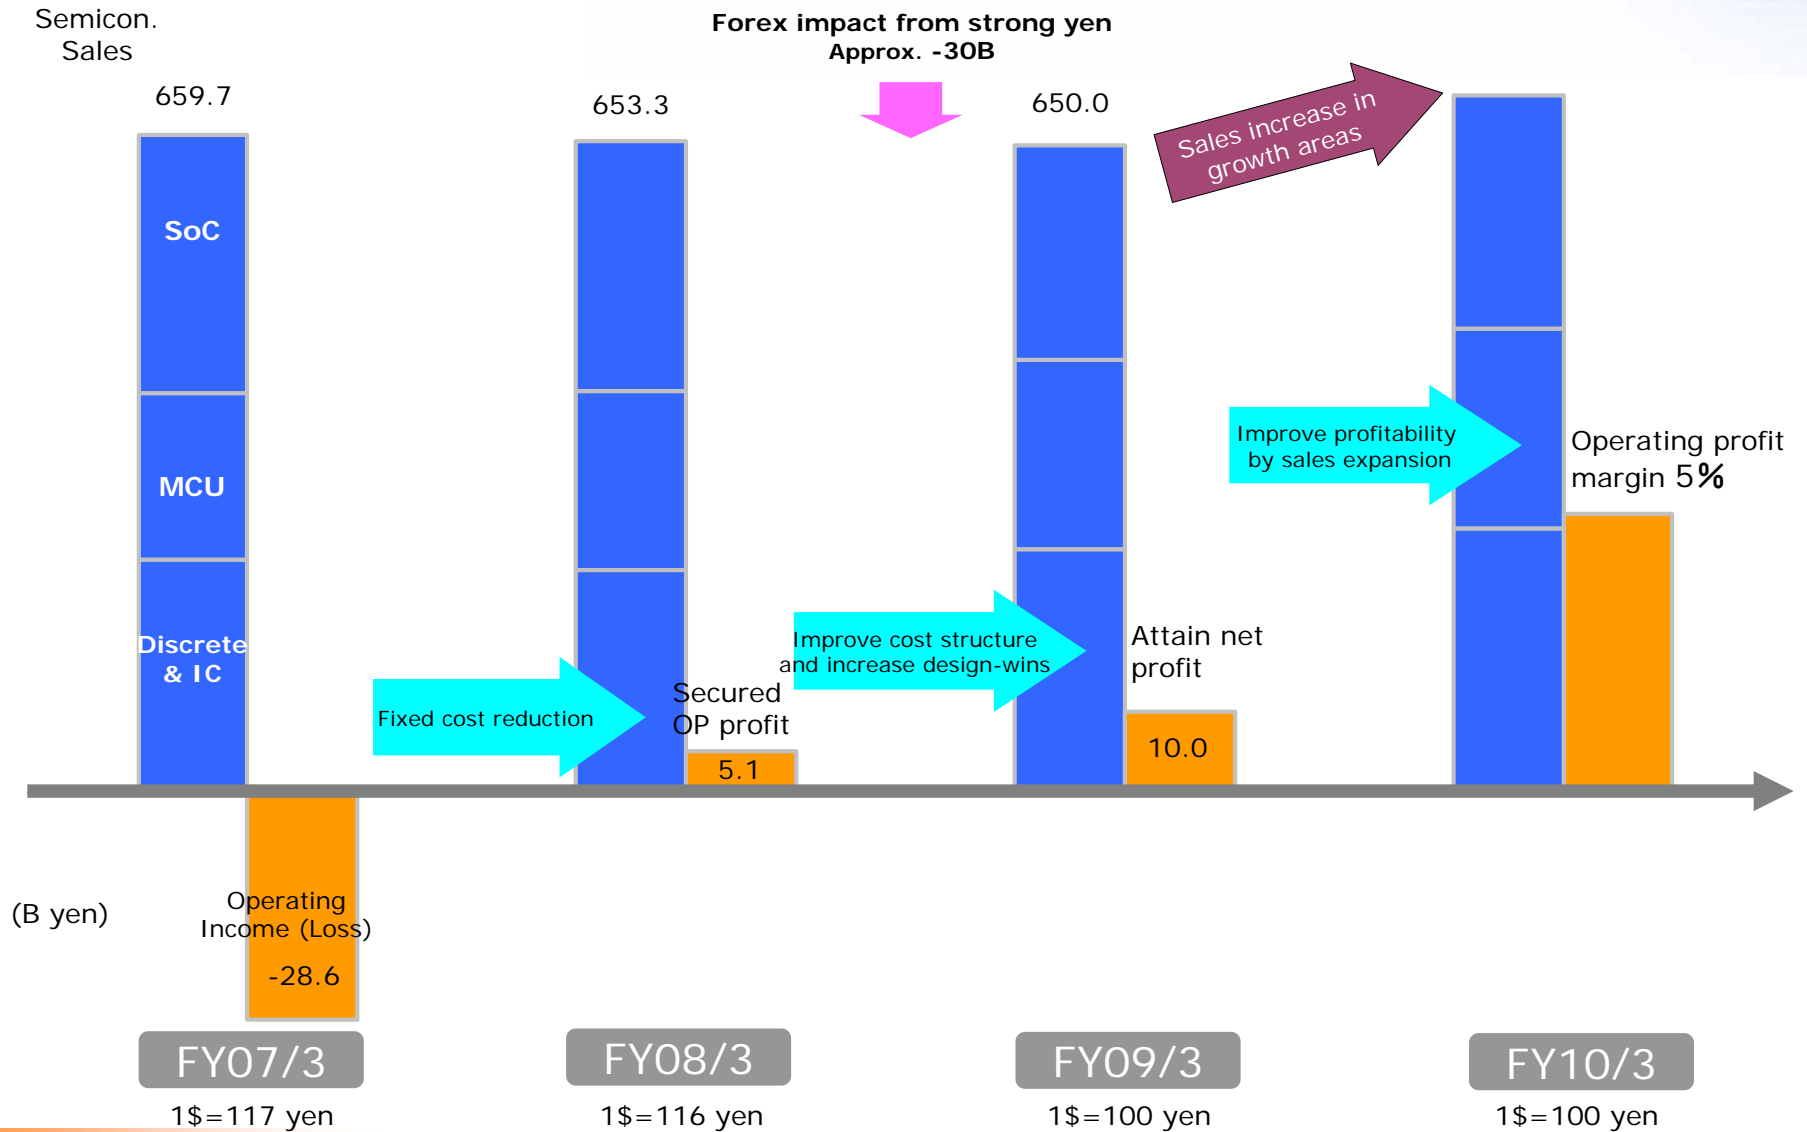 Semicon.
Sales
Forex impact from strong yen
Approx. -30B
659.7
653.3
650.0
Sales increase in
growth areas
SoC
MCU
Discrete
& IC
Fixed cost reduction
Secured
OP profit
5.1
Improve cost structure
and increase design-wins
Attain net
profit
10.0
Improve profitability
by sales expansion
Operating profit
margin 5%
(B yen)
Operating
Income (Loss)
-28.6
FY07/3
FY08/3
FY09/3
FY10/3
1$=117 yen
1$=116 yen
1$=100 yen
1$=100 yen